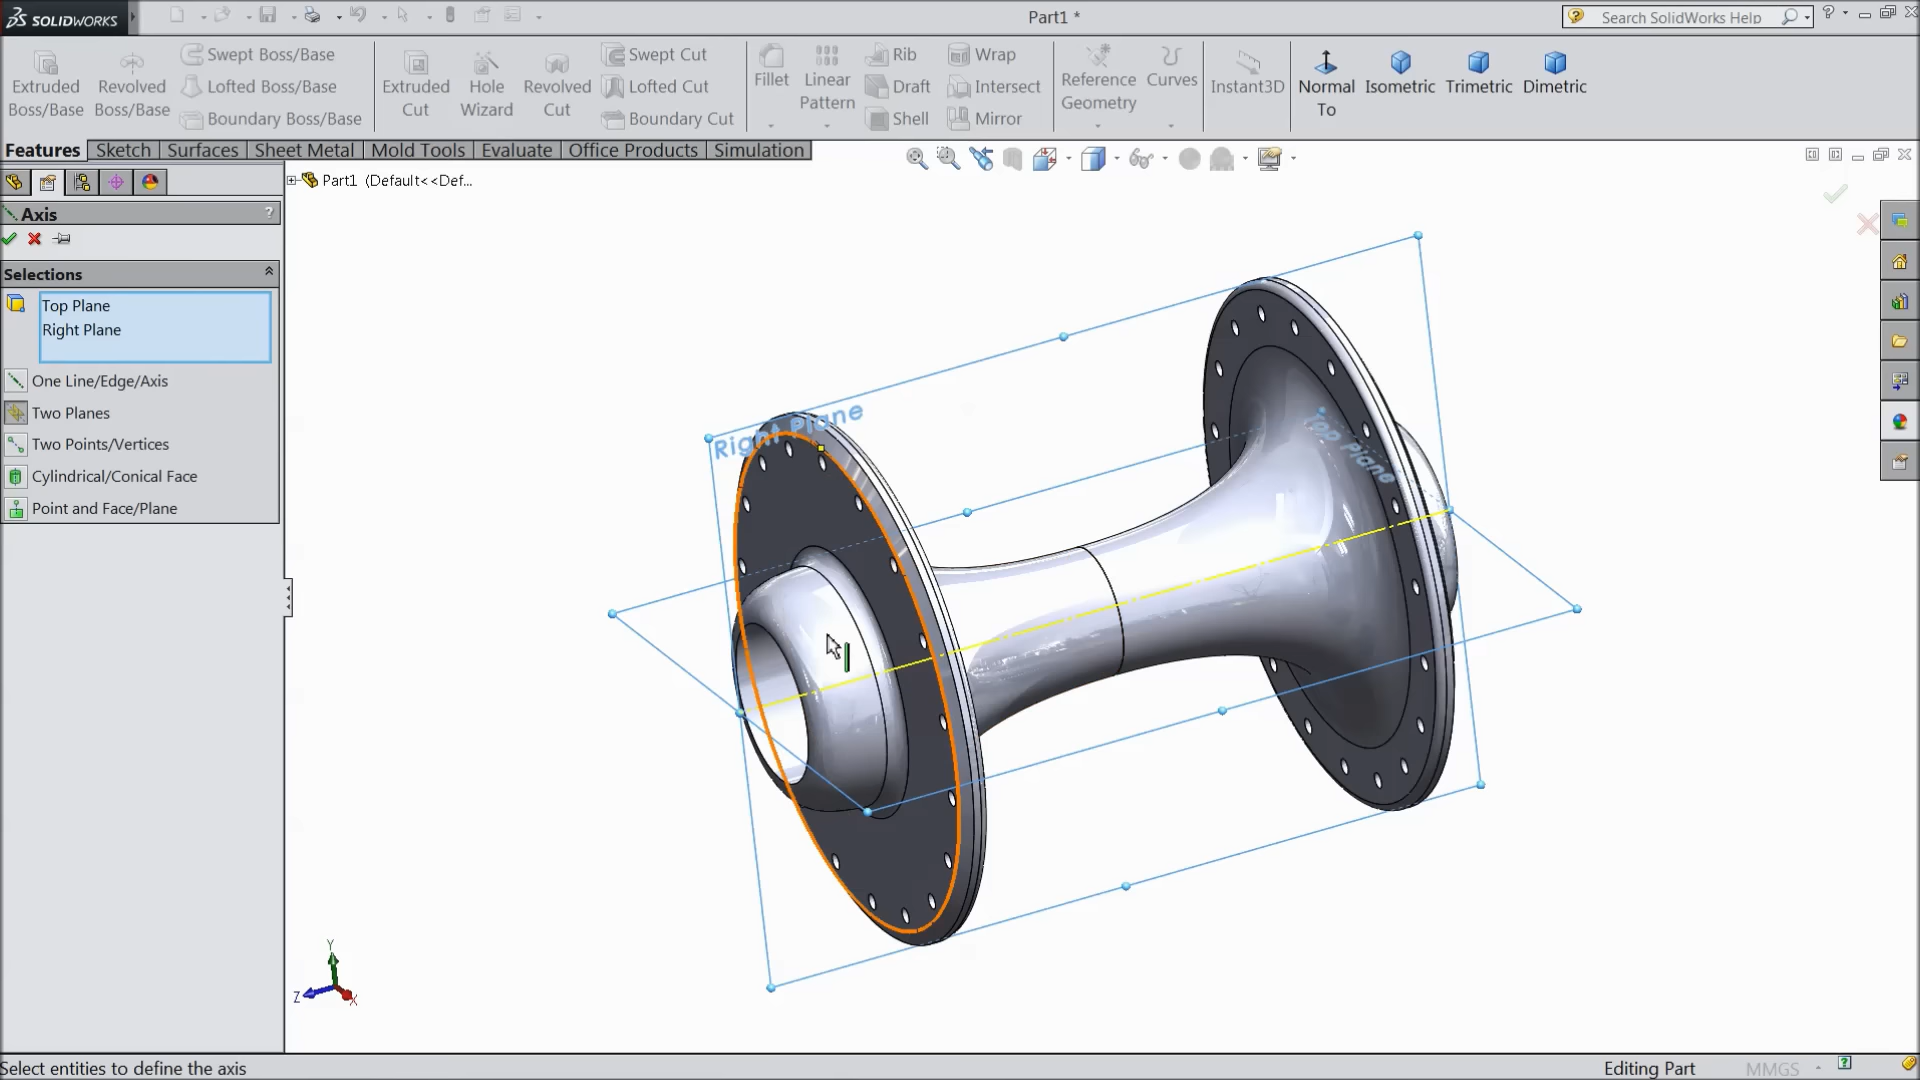 SOLIDWORKS
Part1 *
Search SolidWorks Help
?
Extruded Boss/Base
Revolved Boss/Base
Swept Boss/Base
Lofted Boss/Base
Boundary Boss/Base
Extruded Cut
Hole Wizard
Revolved Cut
Swept Cut
Lofted Cut
Boundary Cut
Fillet
Linear Pattern
Rib
Draft
Shell
Wrap
Intersect
Mirror
Reference Geometry
Curves
Instant3D
Normal To
Isometric
Trimetric
Dimetric
Features
Sketch
Surfaces
Sheet Metal
Mold Tools
Evaluate
Office Products
Simulation
Part1 (Default<<Def...
Axis
?
Selections
Top Plane
Right Plane
One Line/Edge/Axis
Two Planes
Two Points/Vertices
Cylindrical/Conical Face
Point and Face/Plane
Right Plane
Top Plane
Y
Z
X
Select entities to define the axis
Editing Part
MMGS
?